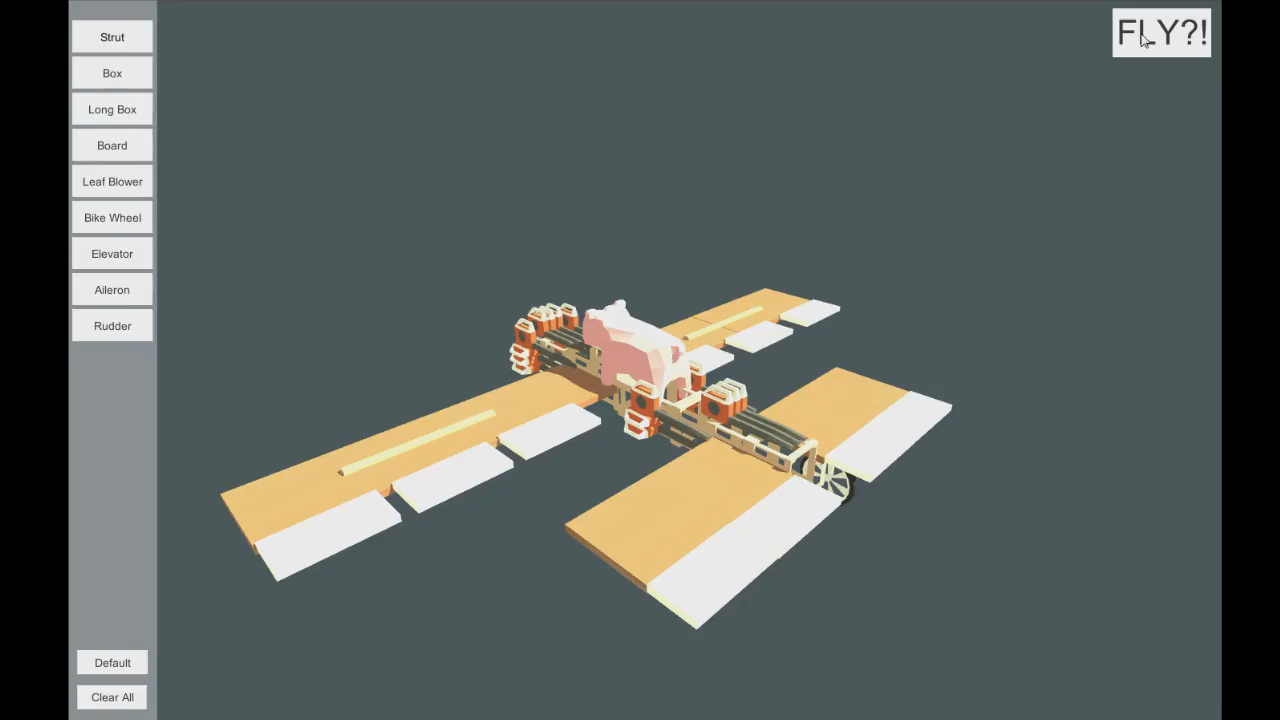 Strut
Box
Long Box
Board
Leaf Blower
Bike Wheel
Elevator
Aileron
Rudder
Default
Clear All
FLY?!